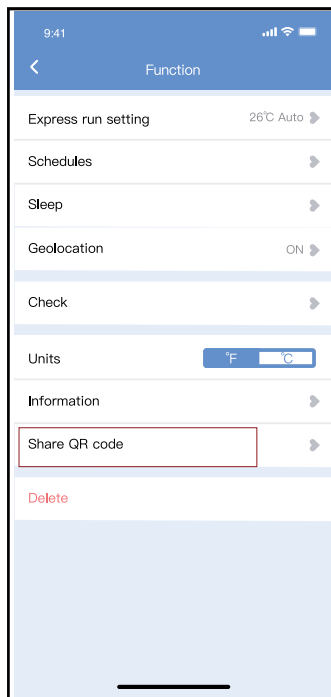 9:41
Function
Express run setting 26℃ Auto
Schedules
Sleep
Geolocation ON
Check
Units ℉ ℃
Information
Share QR code
Delete